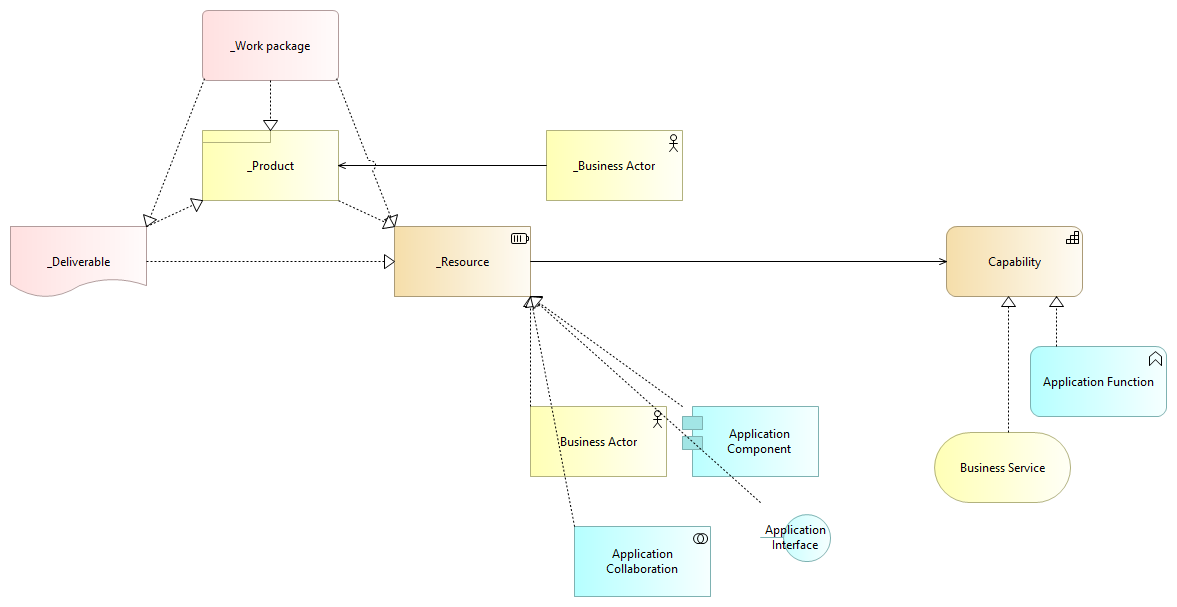 _Work package
_Product
_Business Actor
_Deliverable
_Resource
Capability
Application Function
Business Actor
Application
Component
Business Service
Application
Interface
Application
Collaboration